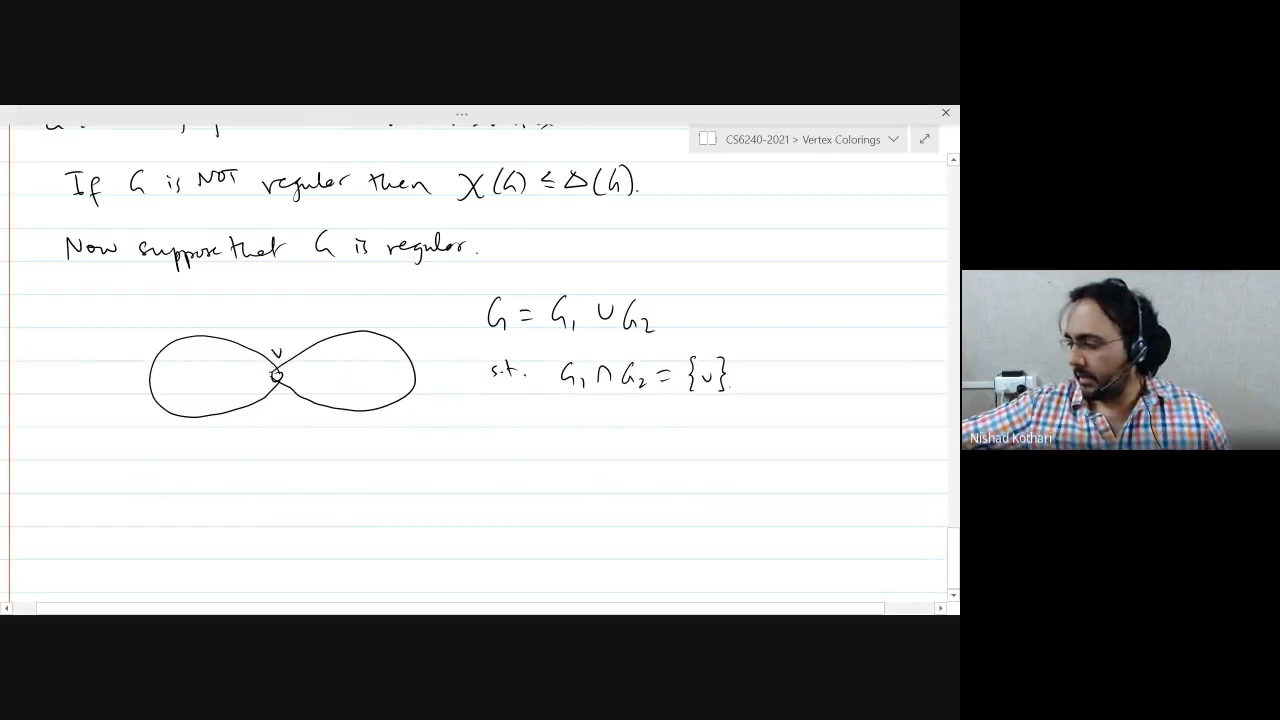 CS6240-2021 > Vertex Colorings
If G is NOT regular then χ(G) ≤ Δ(G).
Now suppose that G is regular.
G = G₁ ∪ G₂
v
s.t. G₁ ∩ G₂ = {v}.
Nishad Kothari